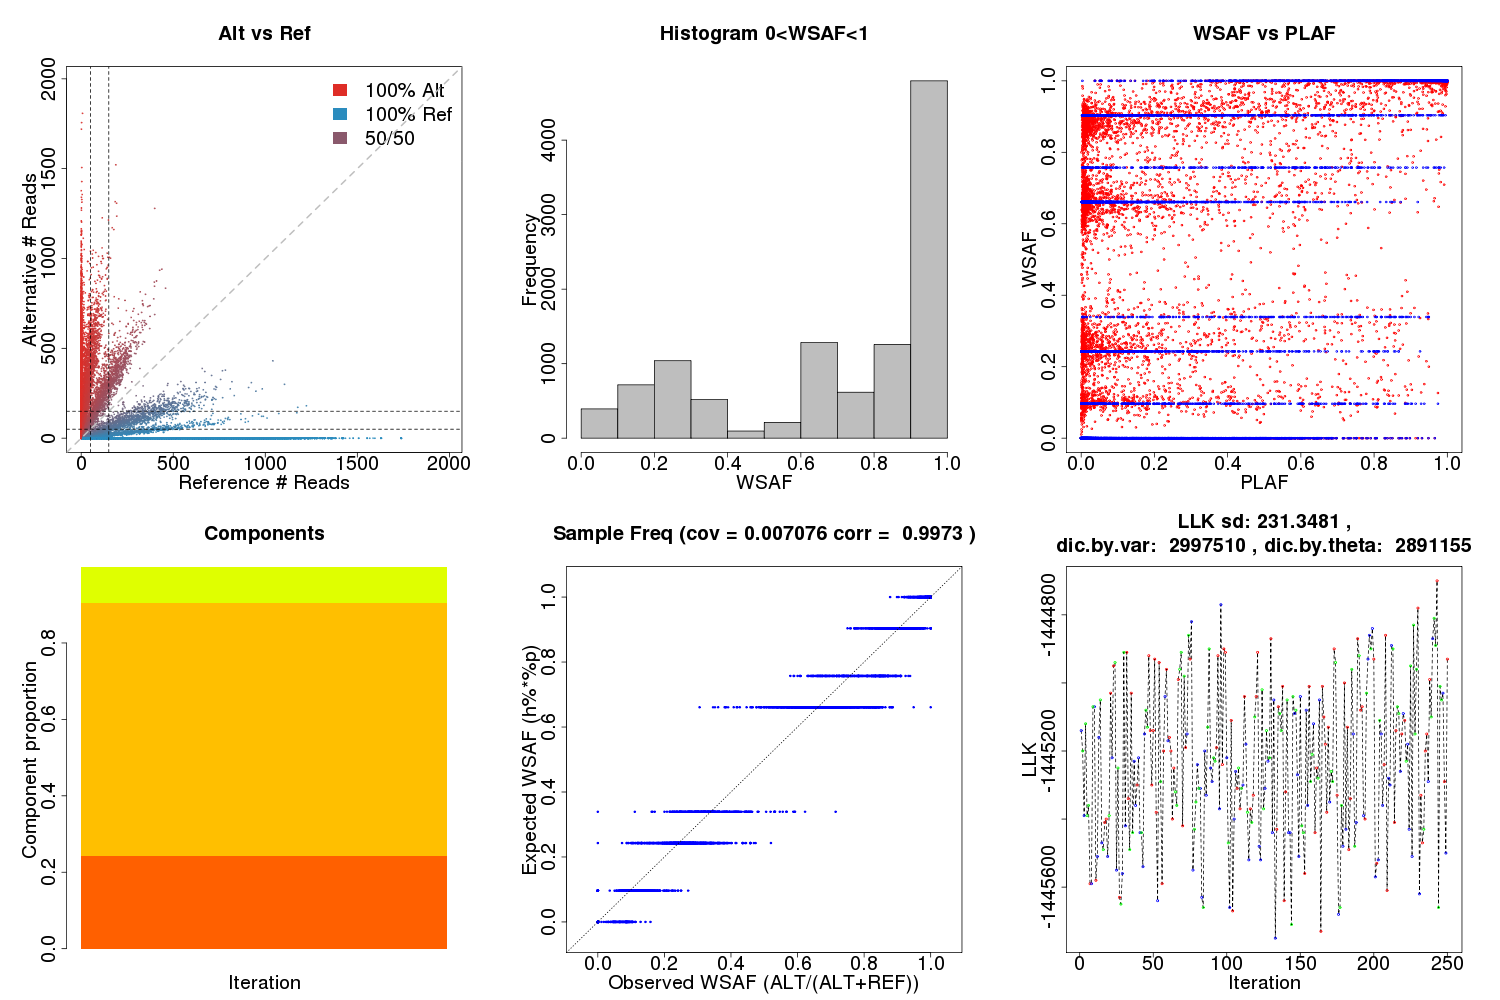 Alt vs Ref
2000
1500
1000
500
0
Alternative # Reads
100% Alt
100% Ref
50/50
0 500 1000 1500 2000
Reference # Reads
Histogram 0<WSAF<1
4000
3000
2000
1000
0
Frequency
0.0 0.2 0.4 0.6 0.8 1.0
WSAF
WSAF vs PLAF
1.0
0.8
0.6
0.4
0.2
0.0
WSAF
0.0 0.2 0.4 0.6 0.8 1.0
PLAF
Components
0.8
0.6
0.4
0.2
0.0
Component proportion
Iteration
Sample Freq (cov = 0.007076 corr = 0.9973 )
1.0
0.8
0.6
0.4
0.2
0.0
Expected WSAF (h%*%p)
0.0 0.2 0.4 0.6 0.8 1.0
Observed WSAF (ALT/(ALT+REF))
LLK sd: 231.3481 ,
dic.by.var: 2997510 , dic.by.theta: 2891155
-1444800
-1445200
-1445600
LLK
0 50 100 150 200 250
Iteration